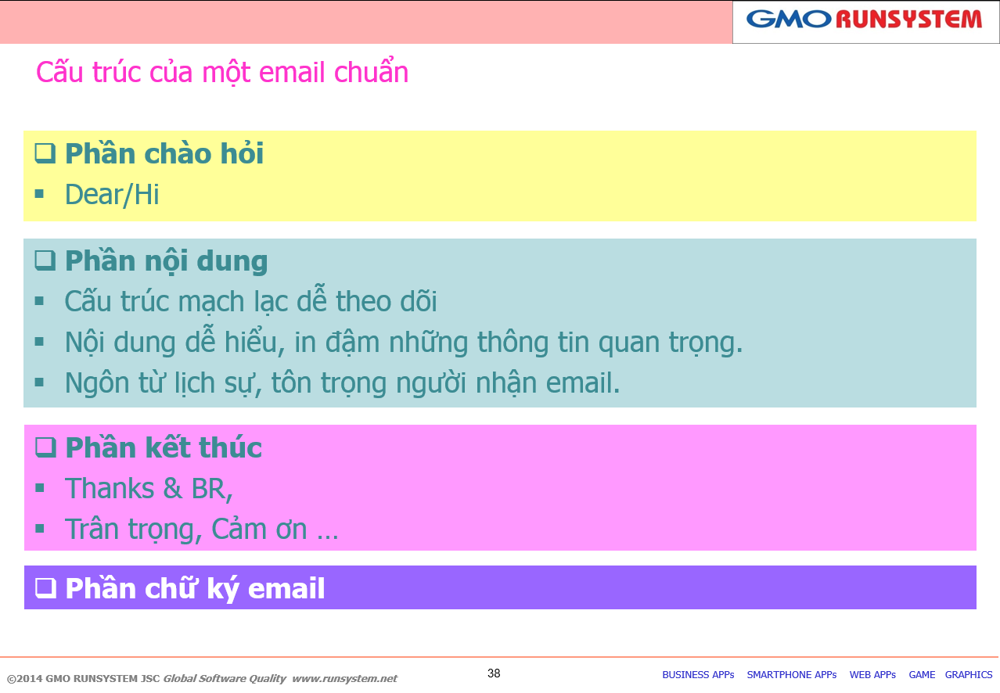 GMO RUNSYSTEM
Cấu trúc của một email chuẩn
❑ Phần chào hỏi
▪ Dear/Hi
❑ Phần nội dung
▪ Cấu trúc mạch lạc dễ theo dõi
▪ Nội dung dễ hiểu, in đậm những thông tin quan trọng.
▪ Ngôn từ lịch sự, tôn trọng người nhận email.
❑ Phần kết thúc
▪ Thanks & BR,
▪ Trân trọng, Cảm ơn …
❑ Phần chữ ký email
©2014 GMO RUNSYSTEM JSC Global Software Quality www.runsystem.net
38
BUSINESS APPs SMARTPHONE APPs WEB APPs GAME GRAPHICS